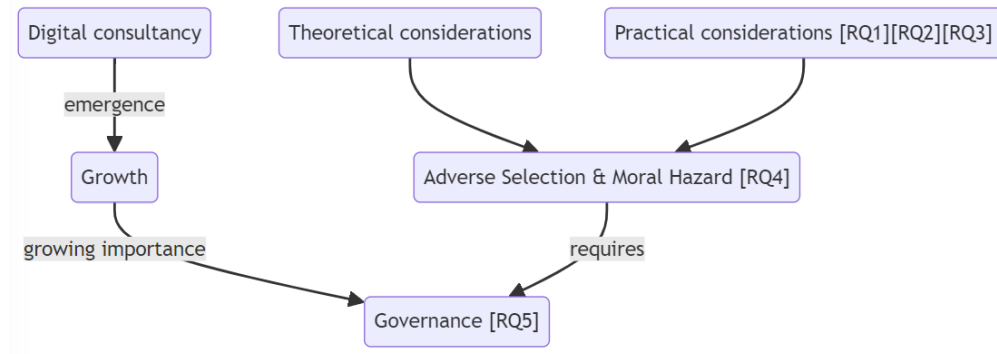 Digital consultancy
Theoretical considerations
Practical considerations [RQ1][RQ2][RQ3]
emergence
Growth
Adverse Selection & Moral Hazard [RQ4]
growing importance
requires
Governance [RQ5]